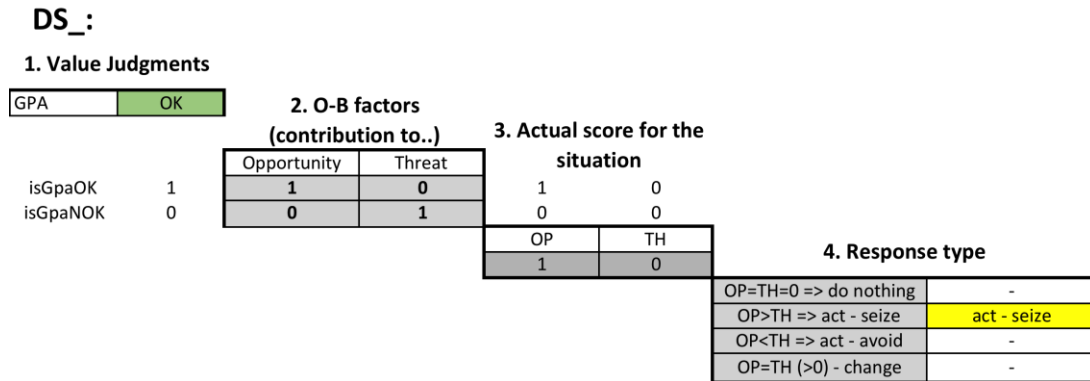 DS_:
1. Value Judgments
GPA OK
2. O-B factors
(contribution to..)
3. Actual score for the
situation
Opportunity Threat
isGpaOK 1 1 0 1 0
isGpaNOK 0 0 1 0 0
OP TH
1 0
4. Response type
OP=TH=0 => do nothing -
OP>TH => act - seize act - seize
OP<TH => act - avoid -
OP=TH (>0) - change -